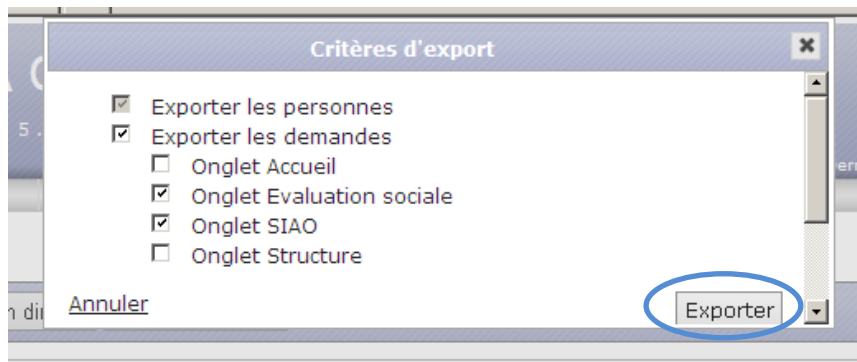 Critères d'export
Exporter les personnes
5.
Exporter les demandes
Onglet Accueil
Onglet Evaluation sociale
Onglet SIAO
Onglet Structure
Annuler
Exporter